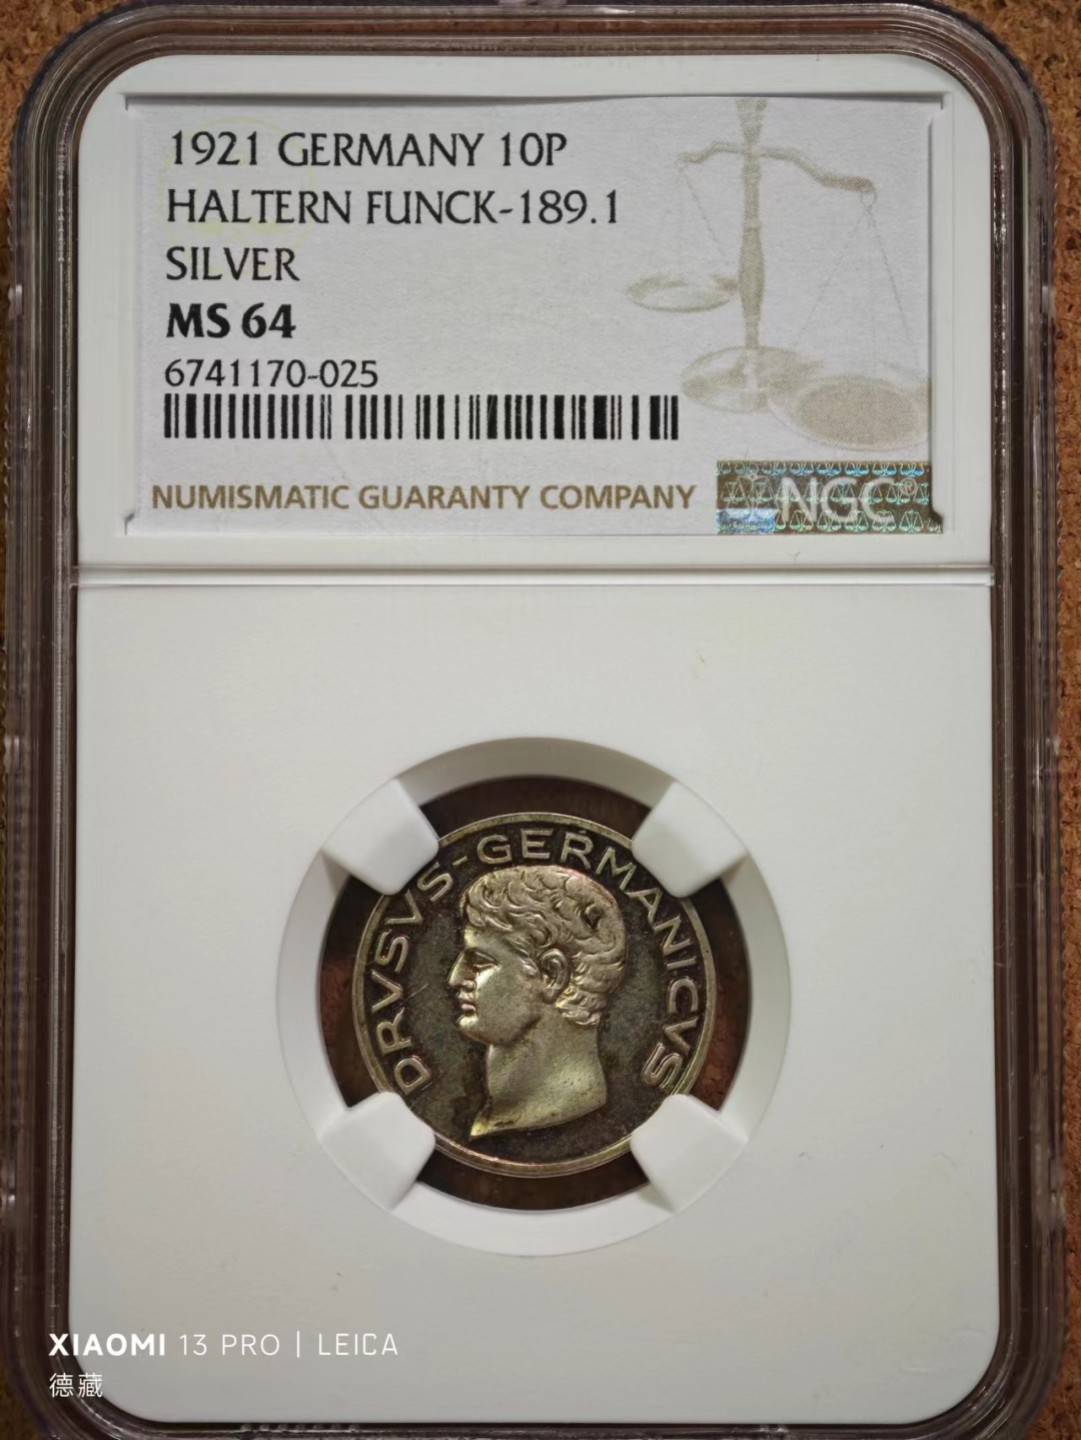 1921 GERMANY 10P
HALTERN FUNCK-189.1
SILVER
MS 64
6741170-025
NUMISMATIC GUARANTY COMPANY
NGC®
DRVSVS-GERMANICVS
XIAOMI 13 PRO | LEICA
德藏